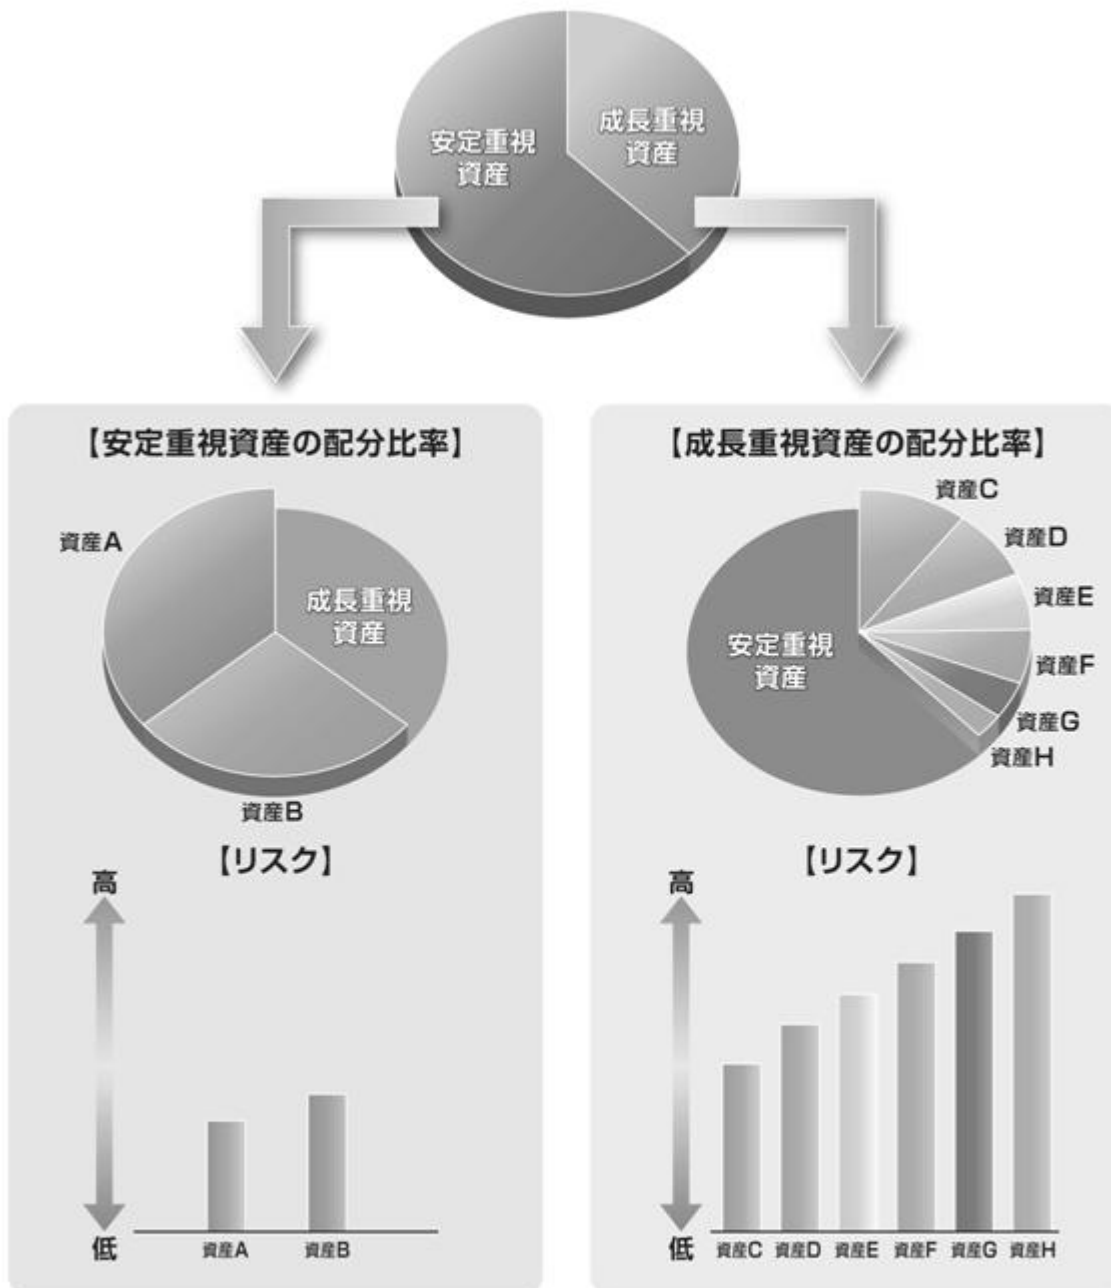 安定重視
資産
成長重視
資産
【安定重視資産の配分比率】
資産A
成長重視
資産
資産B
【リスク】
高
低
資産A
資産B
【成長重視資産の配分比率】
資産C
資産D
資産E
資産F
資産G
資産H
安定重視
資産
【リスク】
高
低
資産C
資産D
資産E
資産F
資産G
資産H